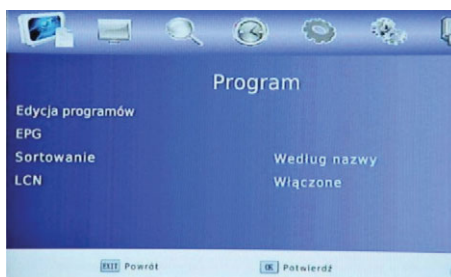 Program
Edycja programów
EPG
Sortowanie Według nazwy
LCN Włączone
EXIT Powrót OK Potwierdź